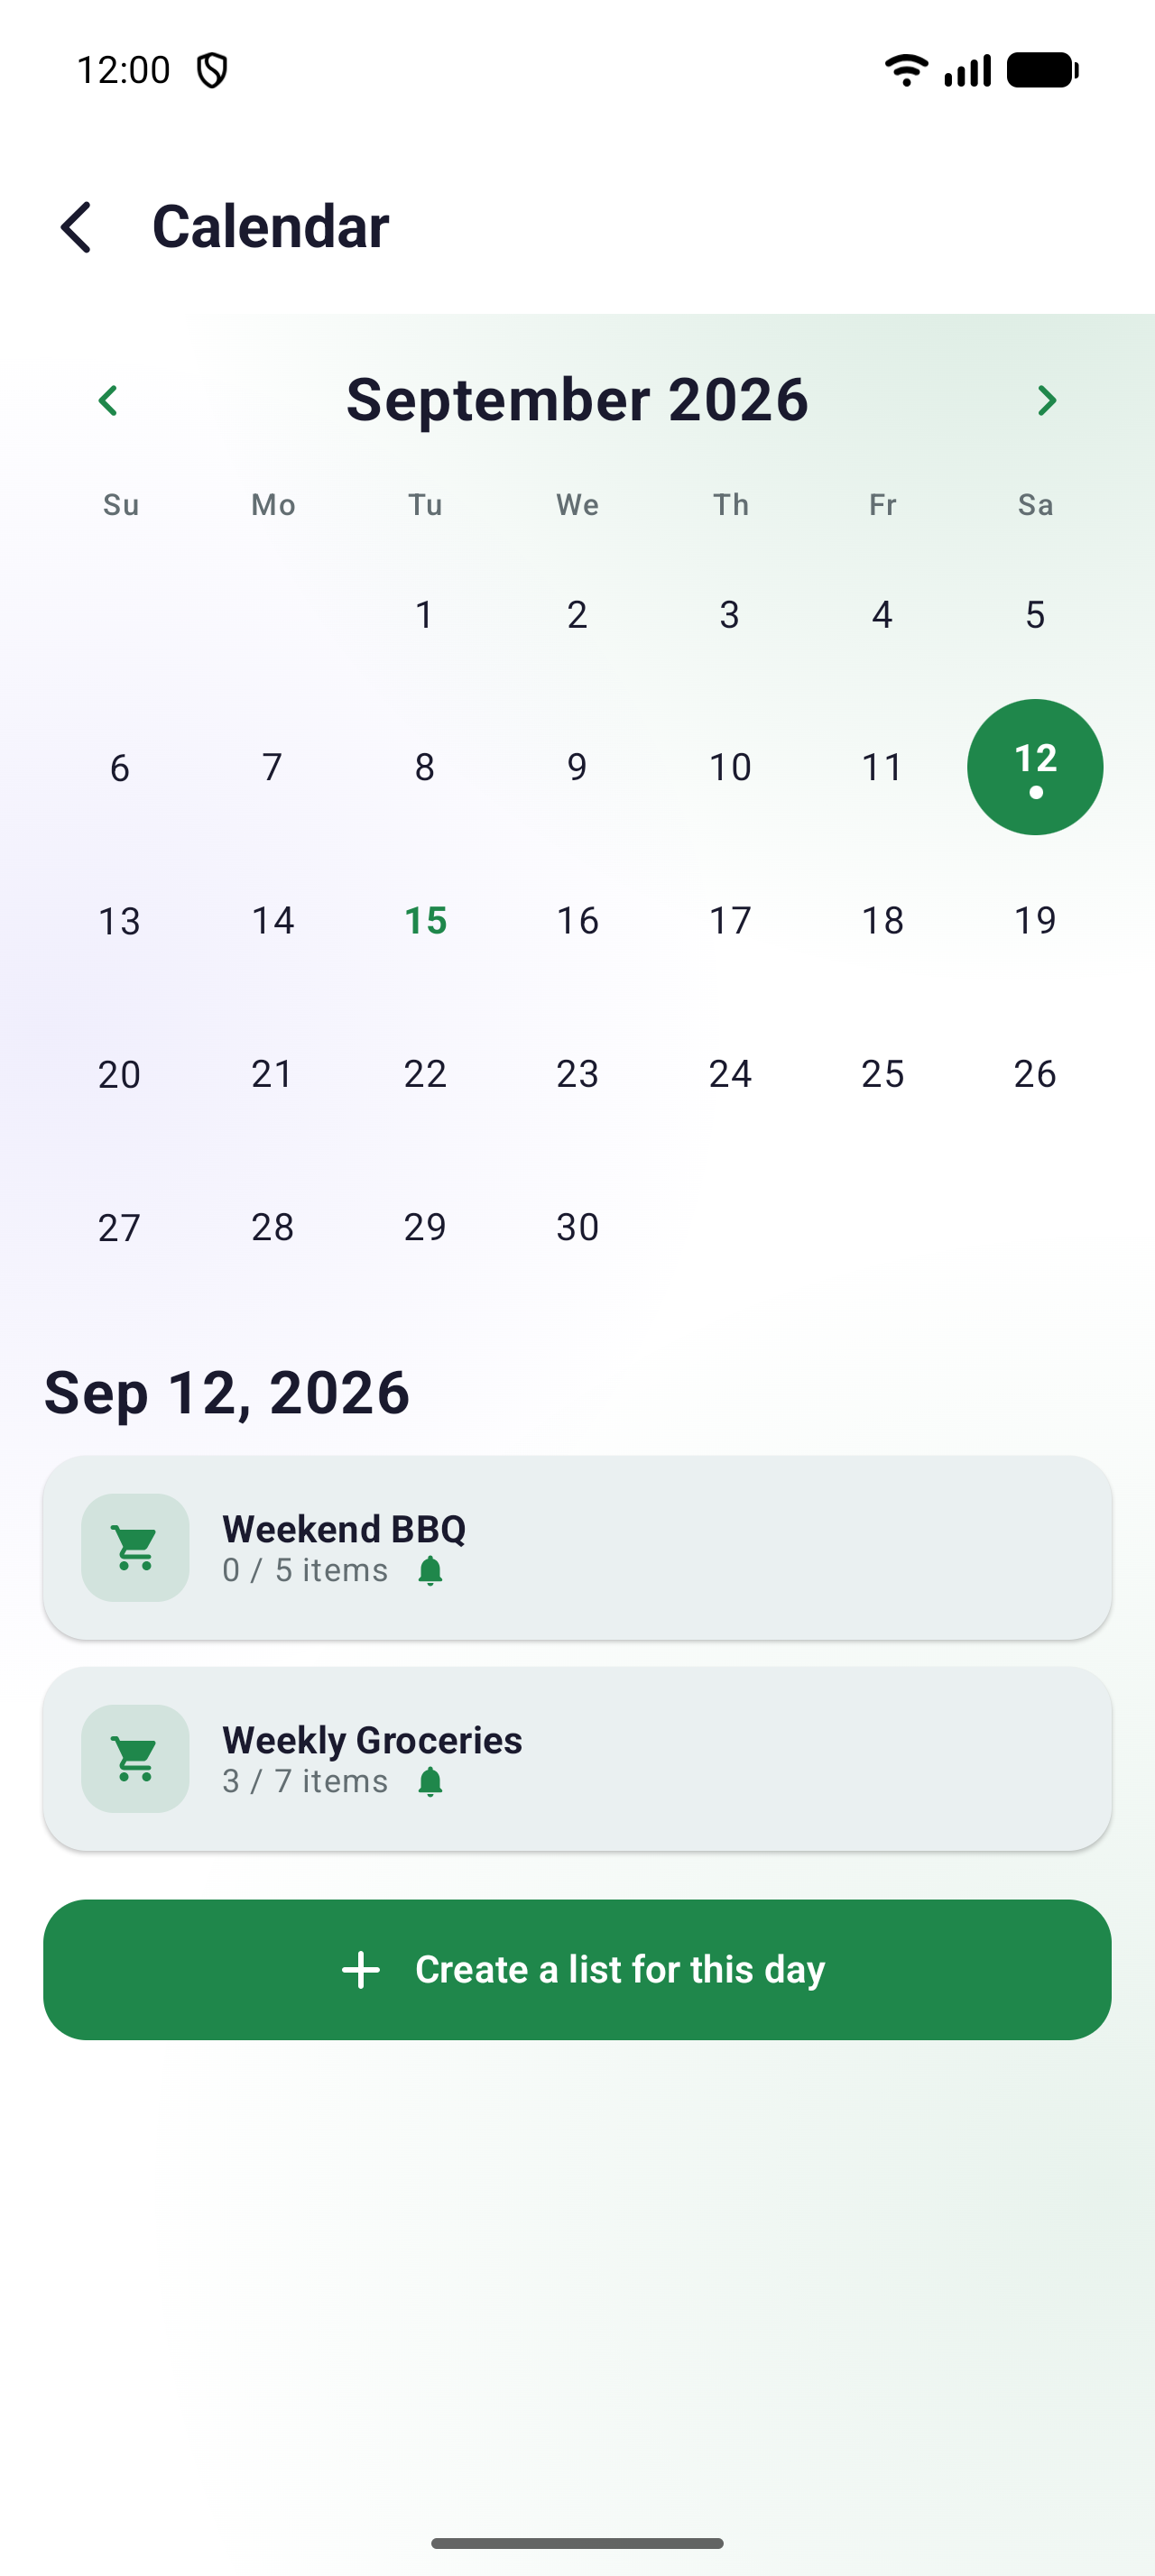 12:00
Calendar
September 2026
Su Mo Tu We Th Fr Sa
1 2 3 4 5
6 7 8 9 10 11 12
13 14 15 16 17 18 19
20 21 22 23 24 25 26
27 28 29 30
Sep 12, 2026
Weekend BBQ
0 / 5 items
Weekly Groceries
3 / 7 items
Create a list for this day